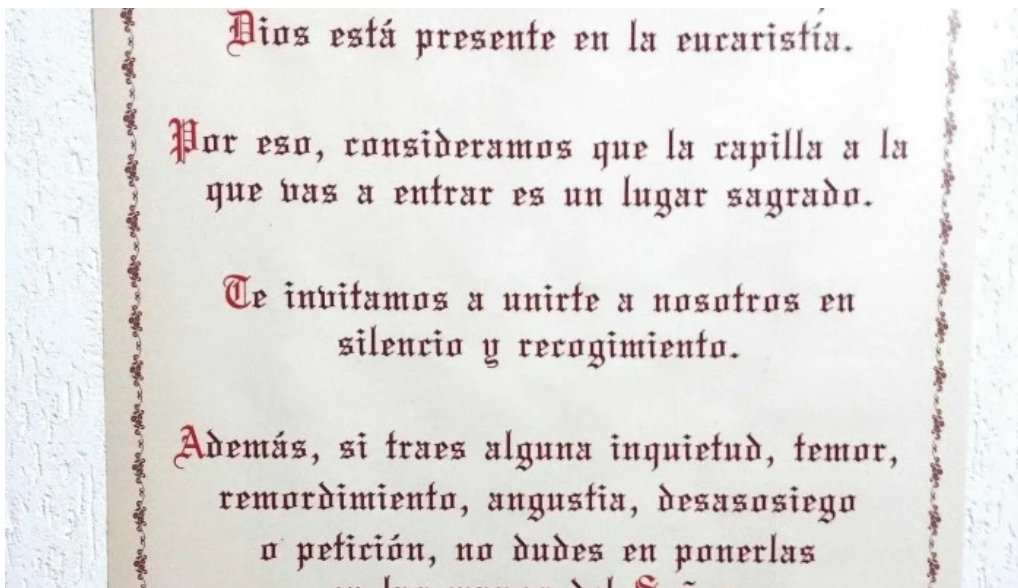 Dios está presente en la eucaristía.
Por eso, consideramos que la capilla a la
que vas a entrar es un lugar sagrado.
Te invitamos a unirte a nosotros en
silencio y recogimiento.
Además, si traes alguna inquietud, temor,
remordimiento, angustia, desasosiego
o petición, no dudes en ponerlas